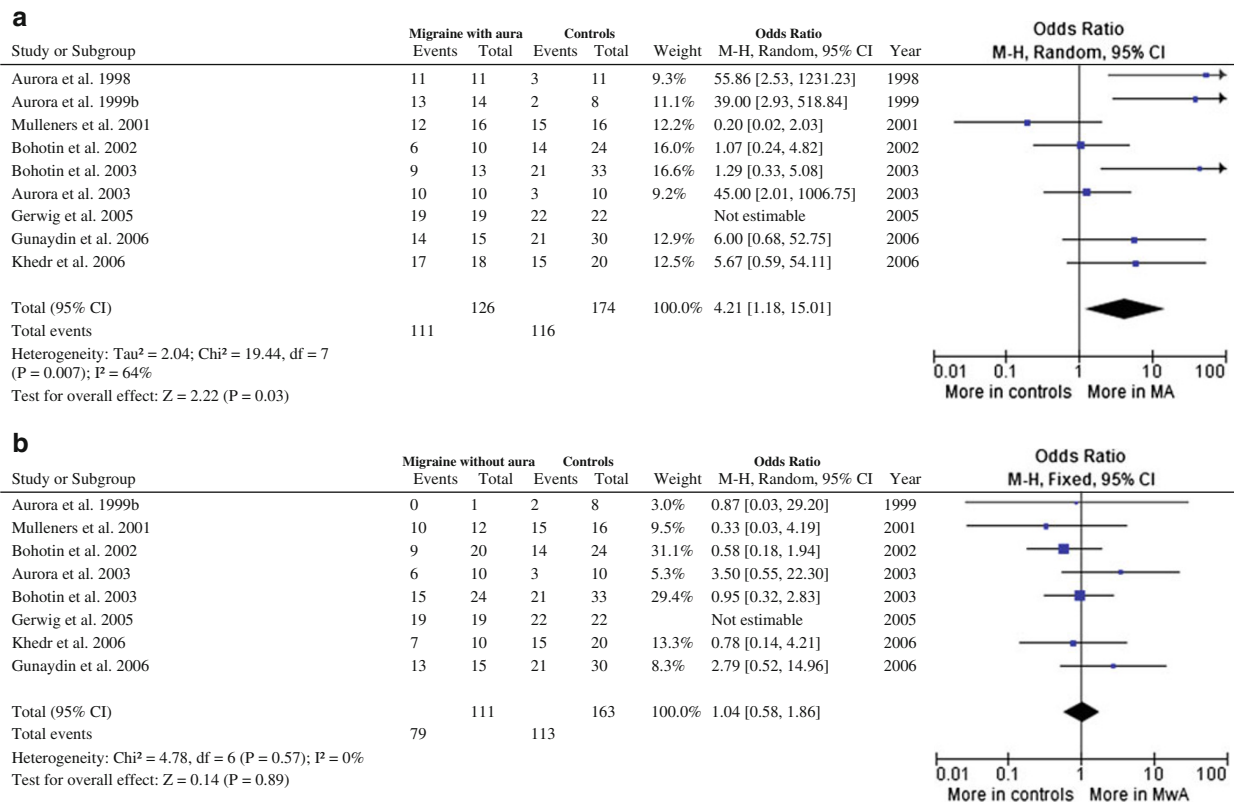 a
Migraine with aura Controls Odds Ratio Odds Ratio
Study or Subgroup Events Total Events Total Weight M-H, Random, 95% CI Year M-H, Random, 95% CI
Aurora et al. 1998 11 11 3 11 9.3% 55.86 [2.53, 1231.23] 1998
Aurora et al. 1999b 13 14 2 8 11.1% 39.00 [2.93, 518.84] 1999
Mulleners et al. 2001 12 16 15 16 12.2% 0.20 [0.02, 2.03] 2001
Bohotin et al. 2002 6 10 14 24 16.0% 1.07 [0.24, 4.82] 2002
Bohotin et al. 2003 9 13 21 33 16.6% 1.29 [0.33, 5.08] 2003
Aurora et al. 2003 10 10 3 10 9.2% 45.00 [2.01, 1006.75] 2003
Gerwig et al. 2005 19 19 22 22 Not estimable 2005
Gunaydin et al. 2006 14 15 21 30 12.9% 6.00 [0.68, 52.75] 2006
Khedr et al. 2006 17 18 15 20 12.5% 5.67 [0.59, 54.11] 2006
Total (95% CI) 126 174 100.0% 4.21 [1.18, 15.01]
Total events 111 116
Heterogeneity: Tau² = 2.04; Chi² = 19.44, df = 7
(P = 0.007); I² = 64%
Test for overall effect: Z = 2.22 (P = 0.03)
0.01 0.1 1 10 100
More in controls More in MA
b
Migraine without aura Controls Odds Ratio Odds Ratio
Study or Subgroup Events Total Events Total Weight M-H, Random, 95% CI Year M-H, Fixed, 95% CI
Aurora et al. 1999b 0 1 2 8 3.0% 0.87 [0.03, 29.20] 1999
Mulleners et al. 2001 10 12 15 16 9.5% 0.33 [0.03, 4.19] 2001
Bohotin et al. 2002 9 20 14 24 31.1% 0.58 [0.18, 1.94] 2002
Aurora et al. 2003 6 10 3 10 5.3% 3.50 [0.55, 22.30] 2003
Bohotin et al. 2003 15 24 21 33 29.4% 0.95 [0.32, 2.83] 2003
Gerwig et al. 2005 19 19 22 22 Not estimable 2005
Khedr et al. 2006 7 10 15 20 13.3% 0.78 [0.14, 4.21] 2006
Gunaydin et al. 2006 13 15 21 30 8.3% 2.79 [0.52, 14.96] 2006
Total (95% CI) 111 163 100.0% 1.04 [0.58, 1.86]
Total events 79 113
Heterogeneity: Chi² = 4.78, df = 6 (P = 0.57); I² = 0%
Test for overall effect: Z = 0.14 (P = 0.89)
0.01 0.1 1 10 100
More in controls More in MwA